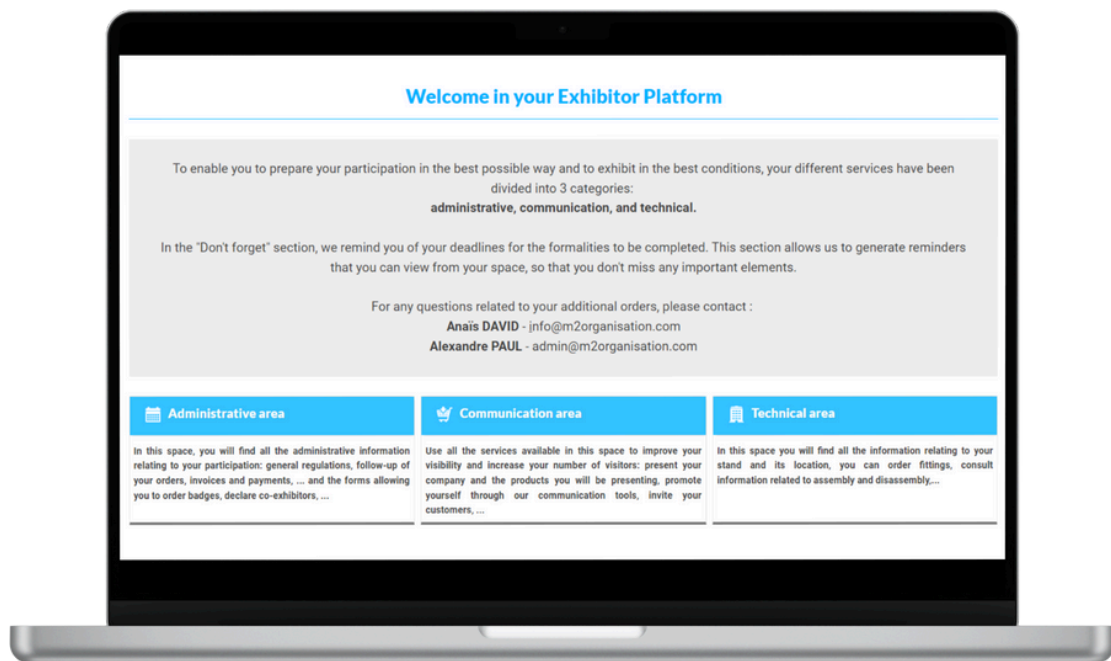 Welcome in your Exhibitor Platform
To enable you to prepare your participation in the best possible way and to exhibit in the best conditions, your different services have been
divided into 3 categories:
administrative, communication, and technical.
In the "Don't forget" section, we remind you of your deadlines for the formalities to be completed. This section allows us to generate reminders
that you can view from your space, so that you don't miss any important elements.
For any questions related to your additional orders, please contact :
Anaïs DAVID - info@m2organisation.com
Alexandre PAUL - admin@m2organisation.com
Administrative area
In this space, you will find all the administrative information
relating to your participation: general regulations, follow-up of
your orders, invoices and payments, ... and the forms allowing
you to order badges, declare co-exhibitors, ...
Communication area
Use all the services available in this space to improve your
visibility and increase your number of visitors: present your
company and the products you will be presenting, promote
yourself through our communication tools, invite your
customers, ...
Technical area
In this space you will find all the information relating to your
stand and its location, you can order fittings, consult
information related to assembly and disassembly,...